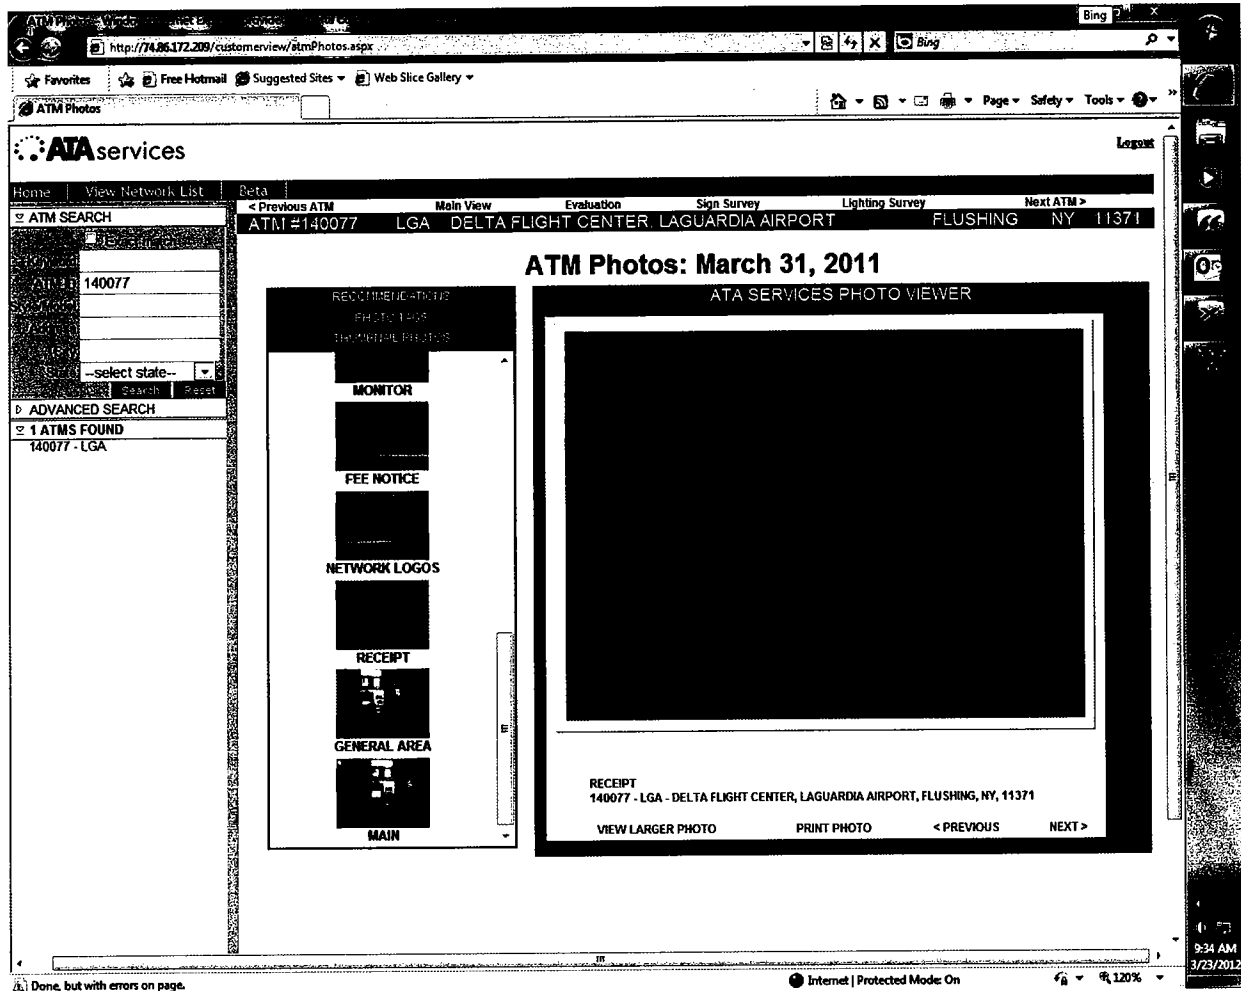 Bing
http://74.86.172.209/customerview/atmPhotos.aspx
Bing
Favorites
Free Hotmail
Suggested Sites
Web Slice Gallery
ATM Photos
Page
Safety
Tools
ATAservices
Logout
Home
View Network List
Beta
< Previous ATM
Main View
Evaluation
Sign Survey
Lighting Survey
Next ATM >
ATM #140077 LGA DELTA FLIGHT CENTER, LAGUARDIA AIRPORT FLUSHING NY 11371
ATM SEARCH
140077
--select state--
Search
Reset
ADVANCED SEARCH
1 ATMS FOUND
140077 - LGA
ATM Photos: March 31, 2011
RECOMMENDATIONS
PHOTO TAGS
THUMBNAIL PHOTOS
MONITOR
FEE NOTICE
NETWORK LOGOS
RECEIPT
GENERAL AREA
MAIN
ATA SERVICES PHOTO VIEWER
RECEIPT
140077 - LGA - DELTA FLIGHT CENTER, LAGUARDIA AIRPORT, FLUSHING, NY, 11371
VIEW LARGER PHOTO
PRINT PHOTO
< PREVIOUS
NEXT >
9:34 AM
3/23/2012
Done, but with errors on page.
Internet | Protected Mode: On
120%